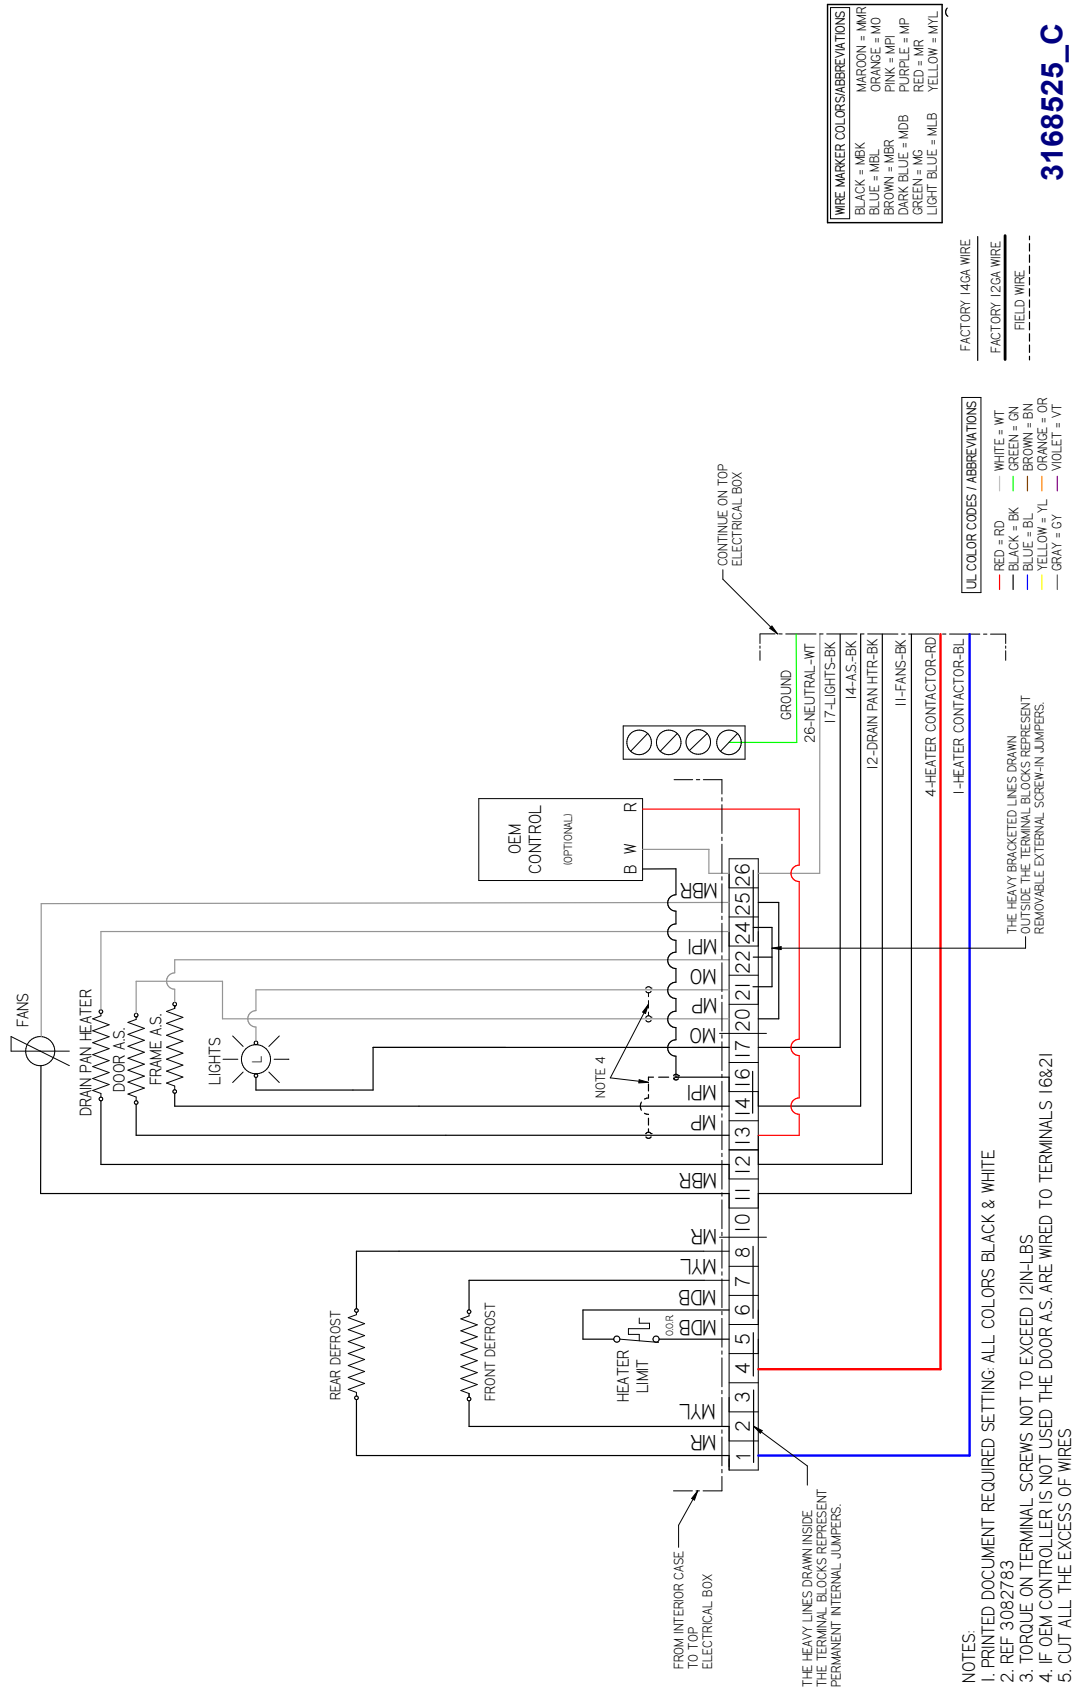 FANS
DRAIN PAN HEATER
DOOR A.S.
FRAME A.S.
LIGHTS
L
REAR DEFROST
FRONT DEFROST
HEATER
LIMIT
O.O.R.
NOTE 4
OEM
CONTROL
(OPTIONAL)
B W R
MR
MYL
MDB
MDB
MYL
MR
MBR
MP
MPI
MO
MP
MO
MPI
MBR
1 2 3 4 5 6 7 8 10 11 12 13 14 16 17 20 21 22 24 25 26
FROM INTERIOR CASE
TO TOP
ELECTRICAL BOX
CONTINUE ON TOP
ELECTRICAL BOX
GROUND
26-NEUTRAL-WT
17-LIGHTS-BK
14-A.S.-BK
12-DRAIN PAN HTR-BK
11-FANS-BK
4-HEATER CONTACTOR-RD
1-HEATER CONTACTOR-BL
THE HEAVY LINES DRAWN INSIDE
THE TERMINAL BLOCKS REPRESENT
PERMANENT INTERNAL JUMPERS.
THE HEAVY BRACKETED LINES DRAWN
OUTSIDE THE TERMINAL BLOCKS REPRESENT
REMOVABLE EXTERNAL SCREW-IN JUMPERS.
WIRE MARKER COLORS/ABBREVIATIONS
BLACK = MBK MAROON = MMR
BLUE = MBL ORANGE = MO
BROWN = MBR PINK = MPI
DARK BLUE = MDB PURPLE = MP
GREEN = MG RED = MR
LIGHT BLUE = MLB YELLOW = MYL
UL COLOR CODES / ABBREVIATIONS
RED = RD WHITE = WT
BLACK = BK GREEN = GN
BLUE = BL BROWN = BN
YELLOW = YL ORANGE = OR
GRAY = GY VIOLET = VT
FACTORY 14GA WIRE
FACTORY 12GA WIRE
FIELD WIRE
NOTES:
1. PRINTED DOCUMENT REQUIRED SETTING: ALL COLORS BLACK & WHITE
2. REF 3082783
3. TORQUE ON TERMINAL SCREWS NOT TO EXCEED 12IN-LBS
4. IF OEM CONTROLLER IS NOT USED THE DOOR A.S. ARE WIRED TO TERMINALS 16&21
5. CUT ALL THE EXCESS OF WIRES
3168525_C